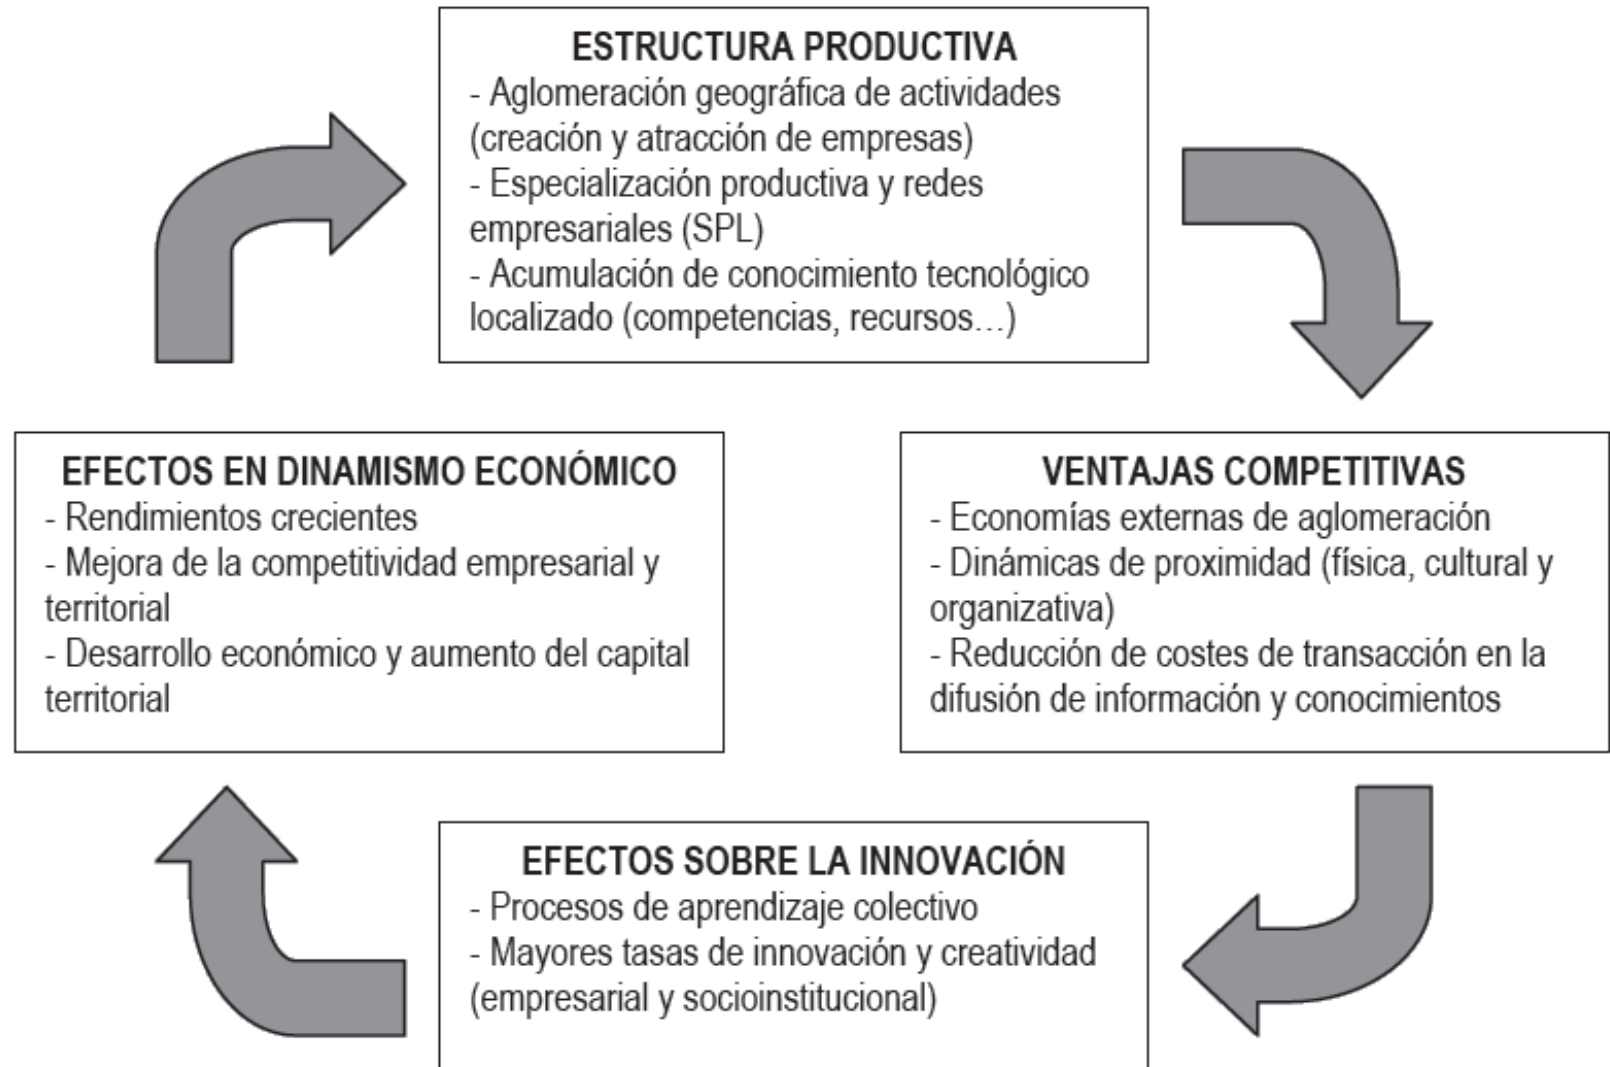 ESTRUCTURA PRODUCTIVA
- Aglomeración geográfica de actividades
(creación y atracción de empresas)
- Especialización productiva y redes
empresariales (SPL)
- Acumulación de conocimiento tecnológico
localizado (competencias, recursos…)
VENTAJAS COMPETITIVAS
- Economías externas de aglomeración
- Dinámicas de proximidad (física, cultural y
organizativa)
- Reducción de costes de transacción en la
difusión de información y conocimientos
EFECTOS SOBRE LA INNOVACIÓN
- Procesos de aprendizaje colectivo
- Mayores tasas de innovación y creatividad
(empresarial y socioinstitucional)
EFECTOS EN DINAMISMO ECONÓMICO
- Rendimientos crecientes
- Mejora de la competitividad empresarial y
territorial
- Desarrollo económico y aumento del capital
territorial